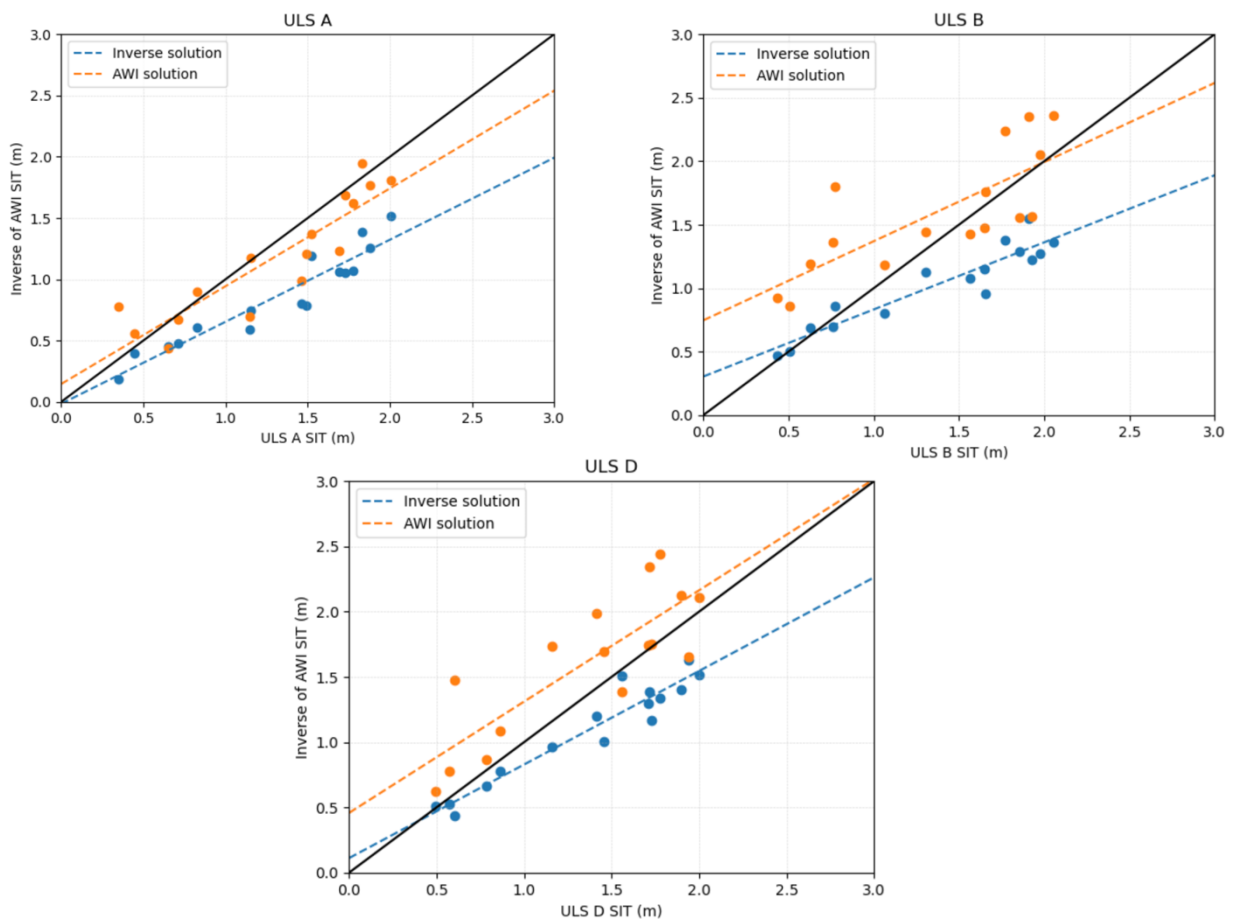 ULS A
3.0
2.5
2.0
1.5
1.0
0.5
0.0
Inverse of AWI SIT (m)
Inverse solution
AWI solution
0.0 0.5 1.0 1.5 2.0 2.5 3.0
ULS A SIT (m)
ULS B
3.0
2.5
2.0
1.5
1.0
0.5
0.0
Inverse of AWI SIT (m)
Inverse solution
AWI solution
0.0 0.5 1.0 1.5 2.0 2.5 3.0
ULS B SIT (m)
ULS D
3.0
2.5
2.0
1.5
1.0
0.5
0.0
Inverse of AWI SIT (m)
Inverse solution
AWI solution
0.0 0.5 1.0 1.5 2.0 2.5 3.0
ULS D SIT (m)